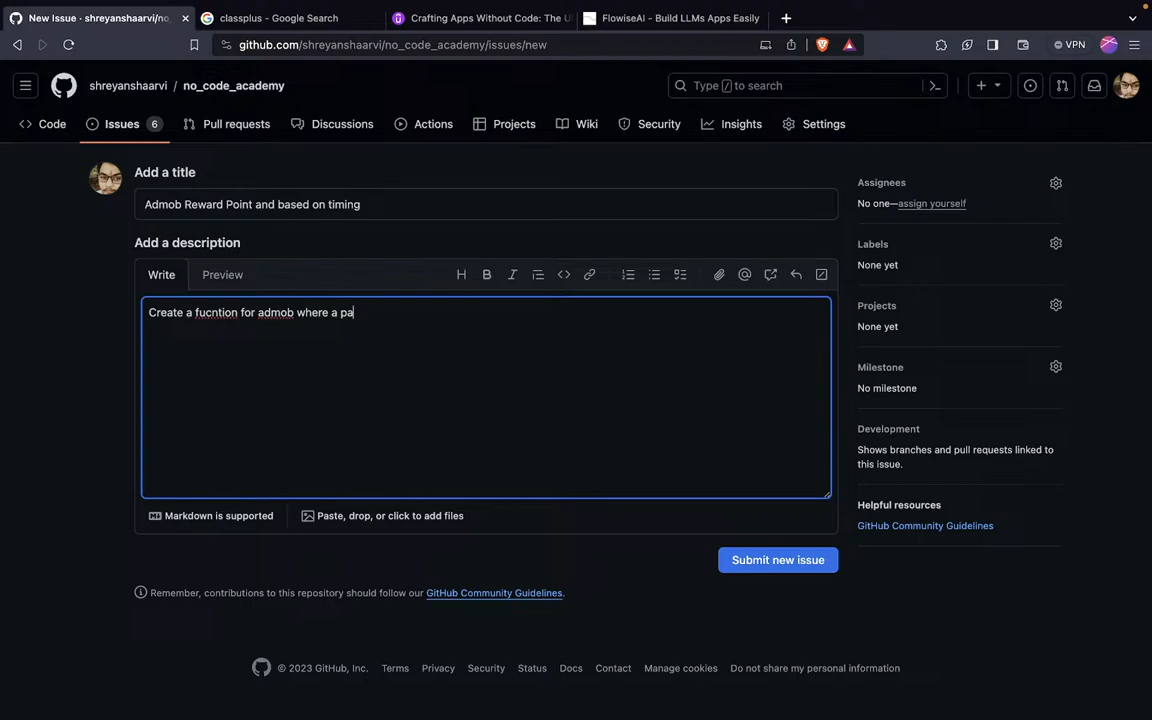 New Issue · shreyanshaarvi/no_
classplus - Google Search
Crafting Apps Without Code: The U
FlowiseAI - Build LLMs Apps Easily
github.com/shreyanshaarvi/no_code_academy/issues/new
VPN
shreyanshaarvi / no_code_academy
Type / to search
Code
Issues 6
Pull requests
Discussions
Actions
Projects
Wiki
Security
Insights
Settings
Add a title
Admob Reward Point and based on timing
Add a description
Write
Preview
Create a fucntion for admob where a pa
Markdown is supported
Paste, drop, or click to add files
Submit new issue
Remember, contributions to this repository should follow our GitHub Community Guidelines.
Assignees
No one—assign yourself
Labels
None yet
Projects
None yet
Milestone
No milestone
Development
Shows branches and pull requests linked to
this issue.
Helpful resources
GitHub Community Guidelines
© 2023 GitHub, Inc. Terms Privacy Security Status Docs Contact Manage cookies Do not share my personal information